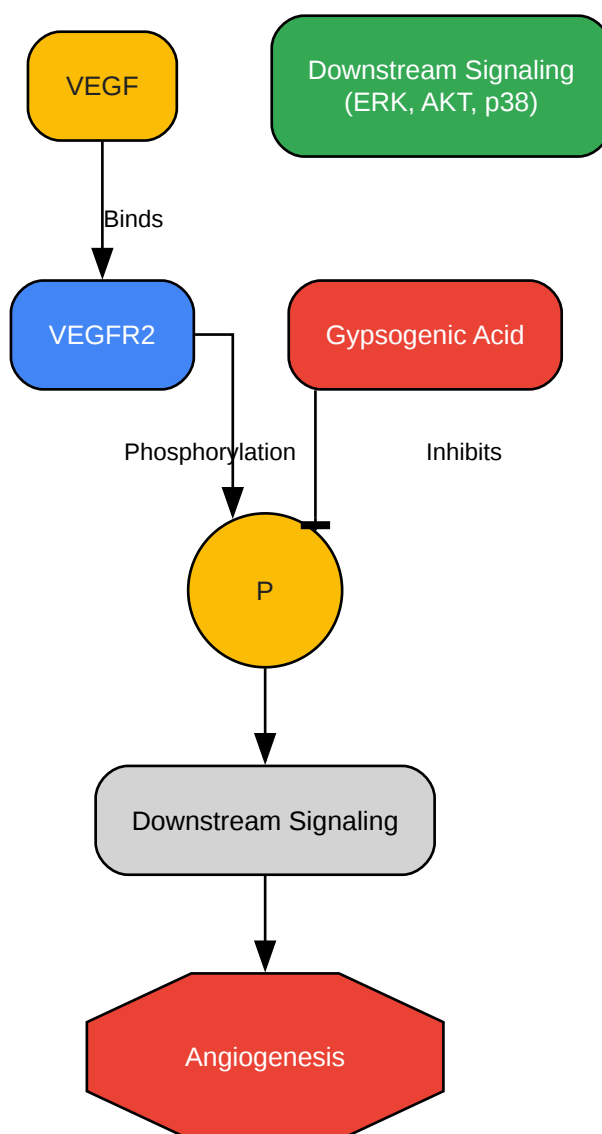 VEGF
Downstream Signaling
(ERK, AKT, p38)
Binds
VEGFR2
Gypsogenic Acid
Phosphorylation
Inhibits
P
Downstream Signaling
Angiogenesis